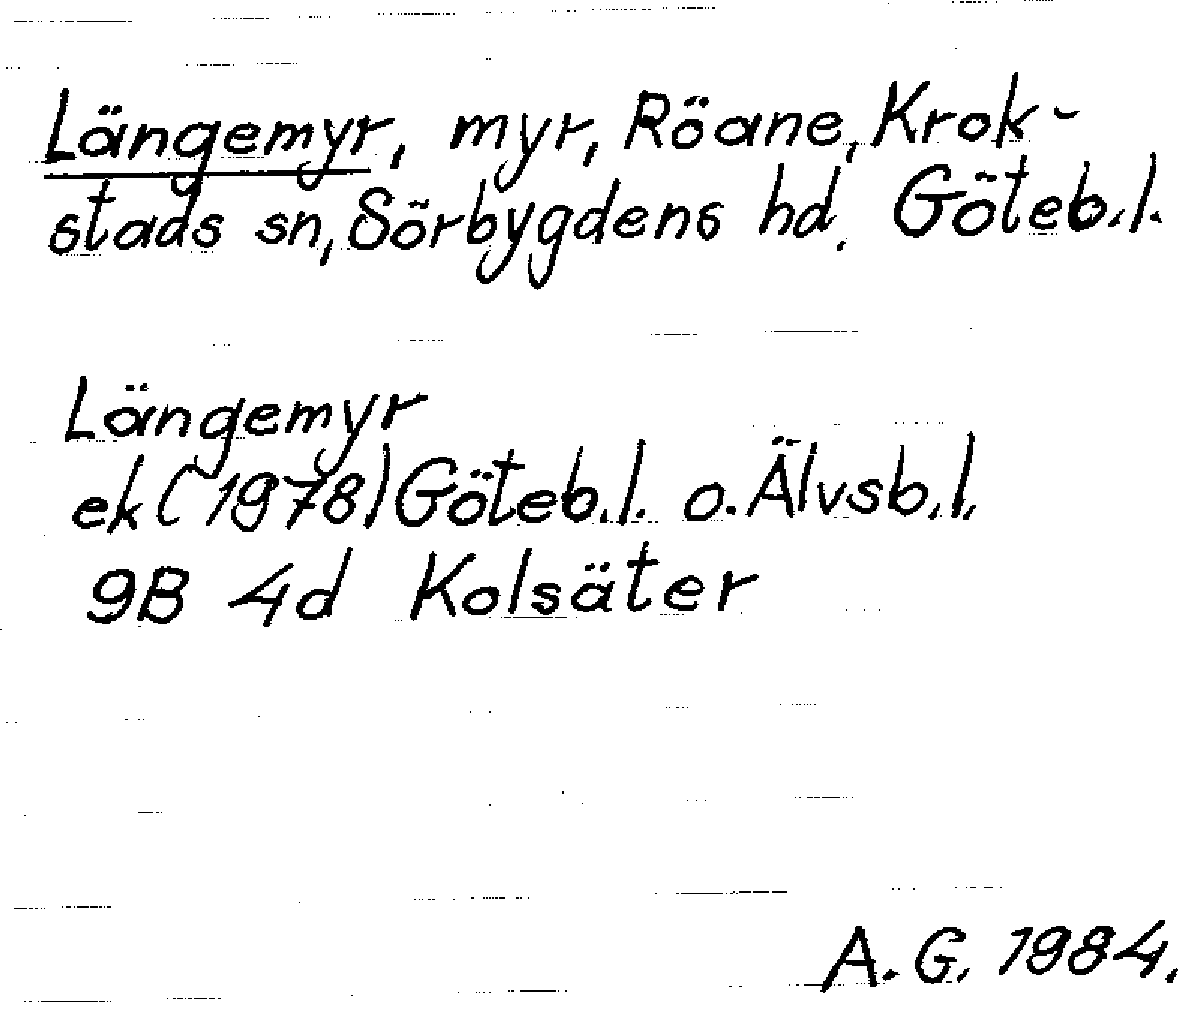 Längemyr, myr, Röane, Krok-
stads sn, Sörbygdens hd. Göteb.l.
Längemyr
ek (1978) Göteb.l. o. Älvsb.l.
9B 4d Kolsäter
A.G. 1984.